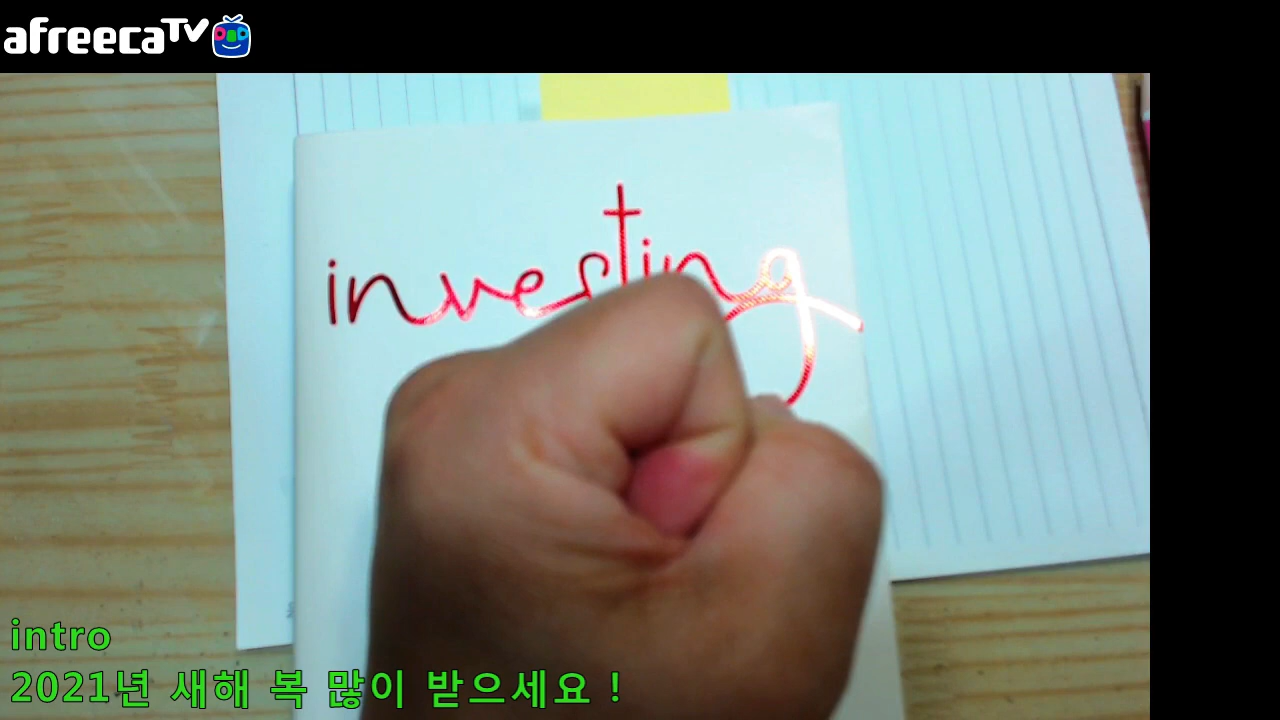 afreecaTV
investing
intro
2021년 새해 복 많이 받으세요 !